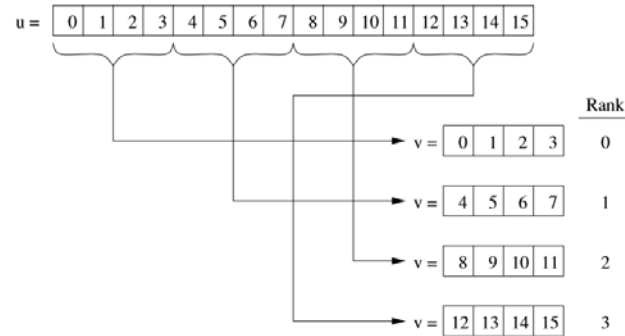 u = 0 1 2 3 4 5 6 7 8 9 10 11 12 13 14 15
Rank
v = 0 1 2 3 0
v = 4 5 6 7 1
v = 8 9 10 11 2
v = 12 13 14 15 3